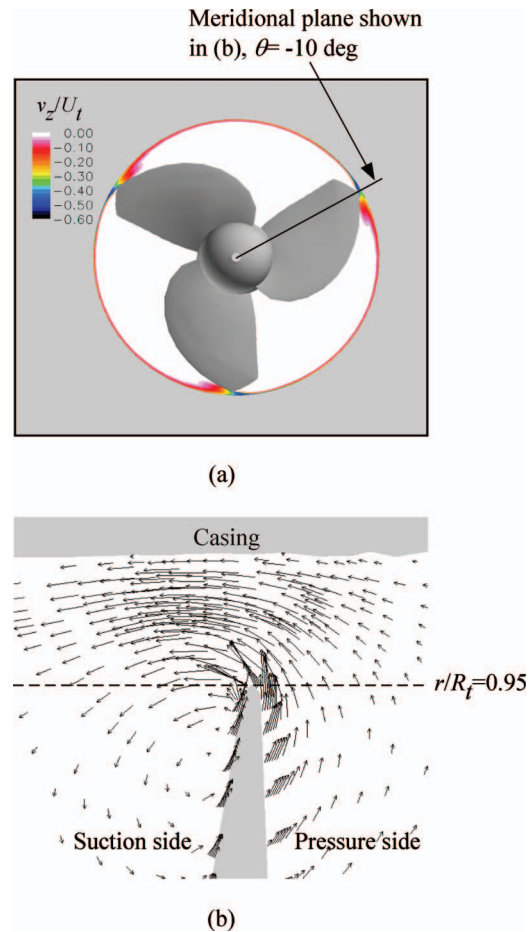 Meridional plane shown
in (b), θ= -10 deg
v_z/U_t
0.00
-0.10
-0.20
-0.30
-0.40
-0.50
-0.60
(a)
Casing
r/R_t=0.95
Suction side
Pressure side
(b)